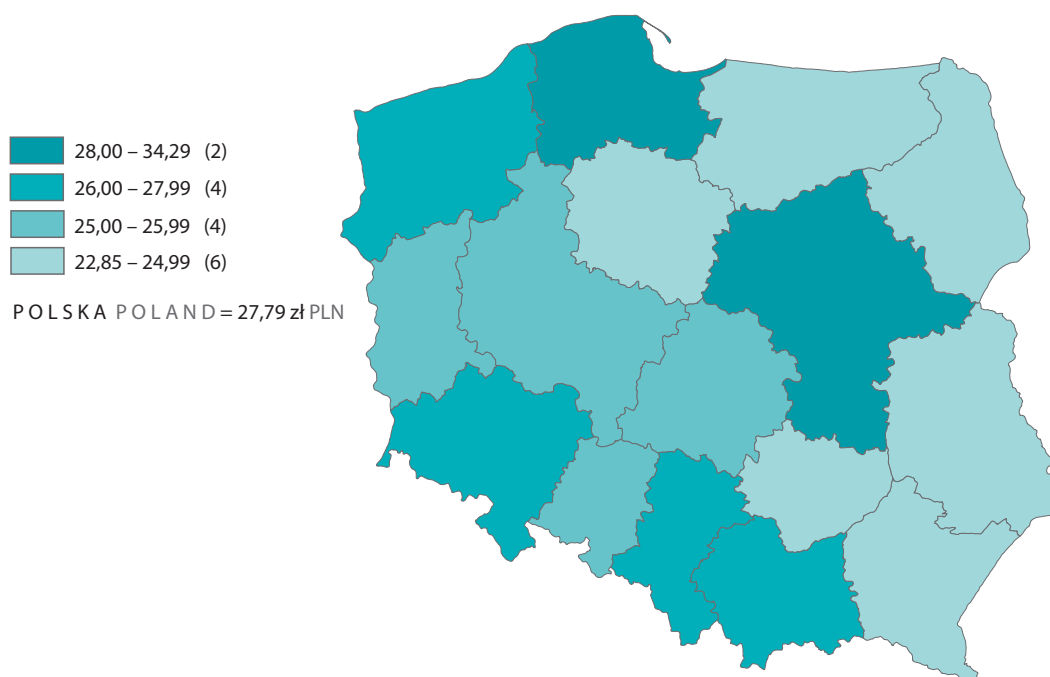 28,00 – 34,29 (2)
26,00 – 27,99 (4)
25,00 – 25,99 (4)
22,85 – 24,99 (6)
POLSKA POLAND = 27,79 zł PLN